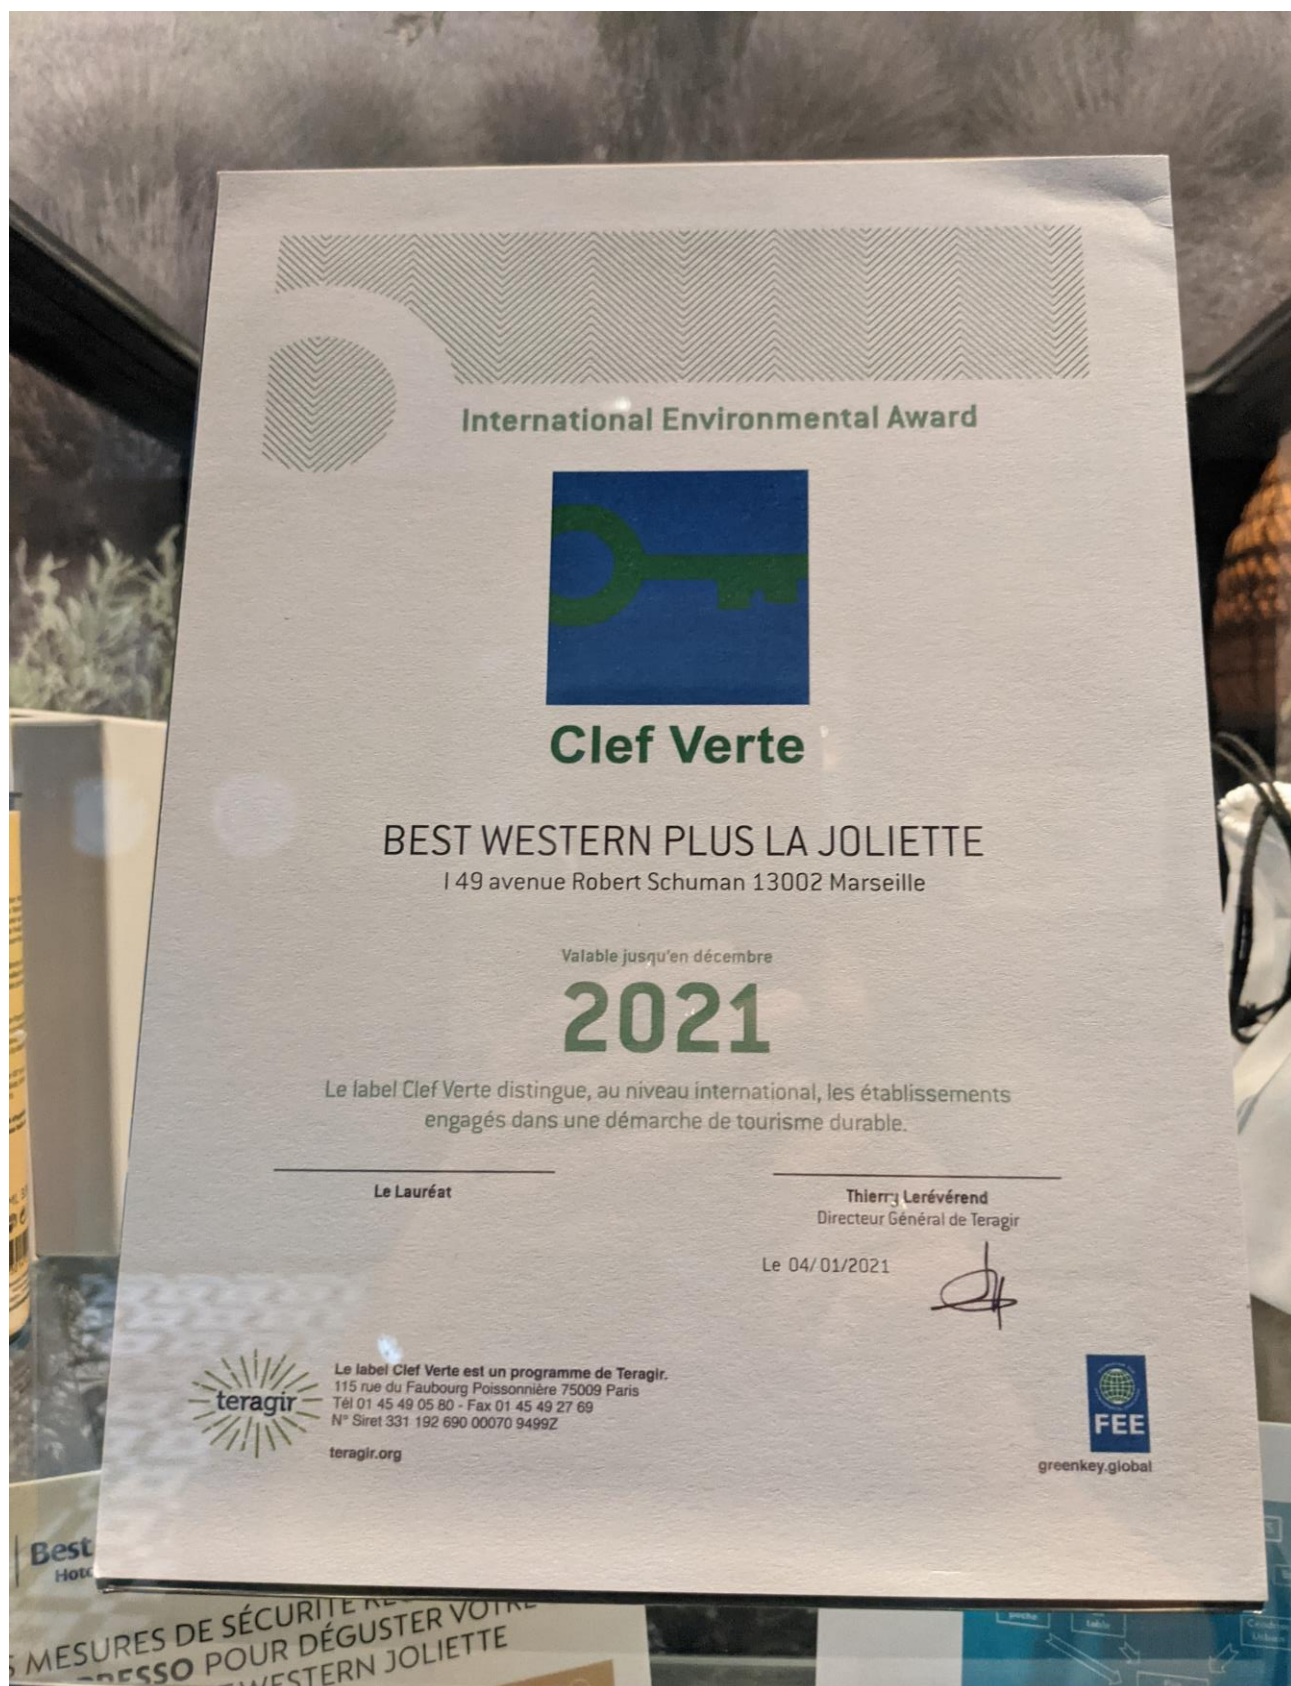 International Environmental Award
Clef Verte
BEST WESTERN PLUS LA JOLIETTE
I 49 avenue Robert Schuman 13002 Marseille
Valable jusqu'en décembre
2021
Le label Clef Verte distingue, au niveau international, les établissements
engagés dans une démarche de tourisme durable.
Le Lauréat
Thierry Lerévérend
Directeur Général de Teragir
Le 04/01/2021
teragir
Le label Clef Verte est un programme de Teragir.
115 rue du Faubourg Poissonnière 75009 Paris
Tél 01 45 49 05 80 - Fax 01 45 49 27 69
N° Siret 331 192 690 00070 9499Z
teragir.org
FEE
greenkey.global
Best
MESURES DE SÉCURITÉ
POUR DÉGUSTER VOTRE
WESTERN JOLIETTE
table